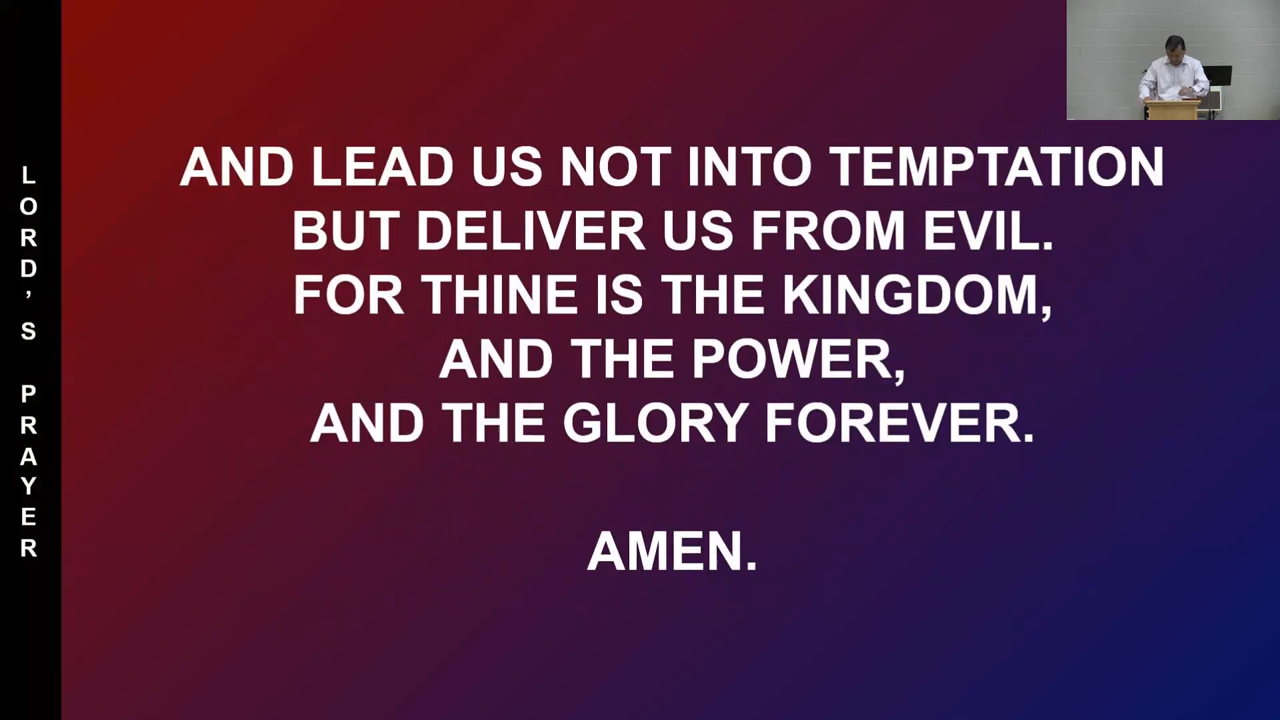 LORD'S PRAYER
AND LEAD US NOT INTO TEMPTATION
BUT DELIVER US FROM EVIL.
FOR THINE IS THE KINGDOM,
AND THE POWER,
AND THE GLORY FOREVER.
AMEN.